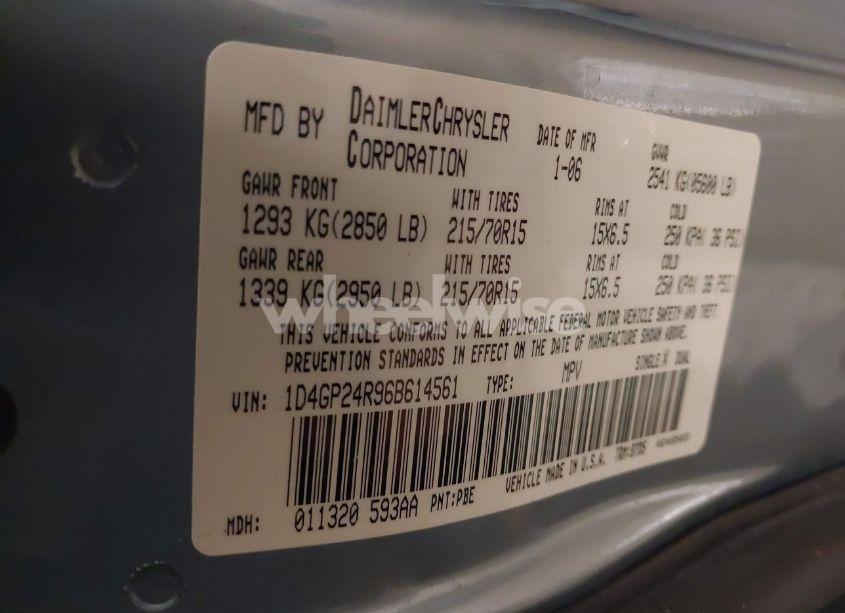 MFD BY DAIMLERCHRYSLER CORPORATION
DATE OF MFR 1-06
GVWR 2541 KG(05600 LB)
GAWR FRONT WITH TIRES RIMS AT COLD
1293 KG(2850 LB) 215/70R15 15X6.5 250 KPA( 36 PSI)
GAWR REAR WITH TIRES RIMS AT COLD
1339 KG(2950 LB) 215/70R15 15X6.5 250 KPA( 36 PSI)
wheelwise
THIS VEHICLE CONFORMS TO ALL APPLICABLE FEDERAL MOTOR VEHICLE SAFETY AND THEFT
PREVENTION STANDARDS IN EFFECT ON THE DATE OF MANUFACTURE SHOWN ABOVE.
VIN: 1D4GP24R96B614561 TYPE: MPV SINGLE X DUAL
MDH: 011320 593AA PNT:PBE VEHICLE MADE IN U.S.A. TRM: